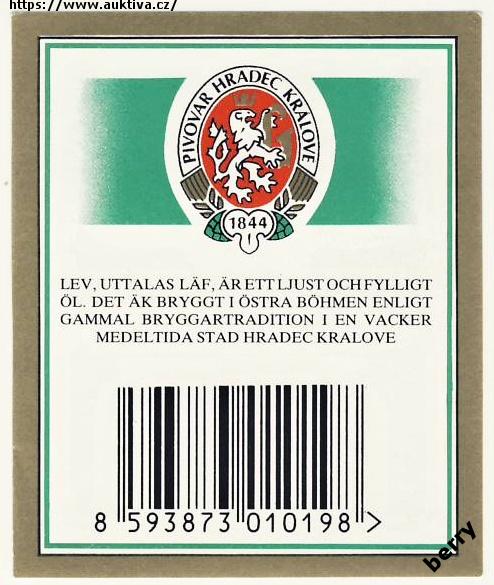 https://www.auktiva.cz/
PIVOVAR HRADEC KRALOVE
1844
LEV, UTTALAS LÄF, ÄR ETT LJUST OCH FYLLIGT
ÖL. DET ÄK BRYGGT I ÖSTRA BÖHMEN ENLIGT
GAMMAL BRYGGARTRADITION I EN VACKER
MEDELTIDA STAD HRADEC KRALOVE
8 593873 010198 >
berry